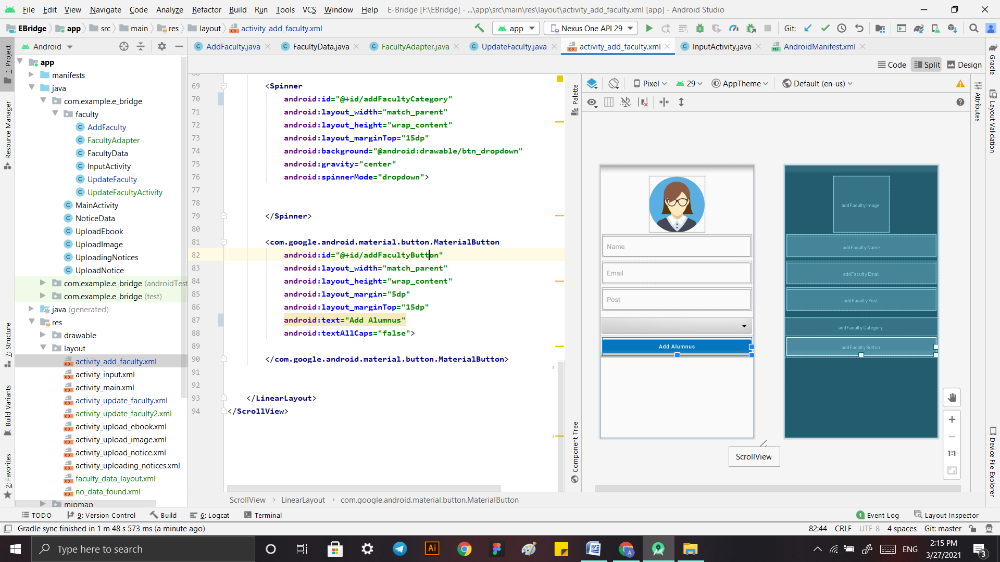 File Edit View Navigate Code Analyze Refactor Build Run Tools VCS Window Help E-Bridge [F:\EBridge] - ...\app\src\main\res\layout\activity_add_faculty.xml [app] - Android Studio
EBridge app src main res layout activity_add_faculty.xml app Nexus One API 29 Git:
Android
AddFaculty.java FacultyData.java FacultyAdapter.java UpdateFaculty.java activity_add_faculty.xml InputActivity.java AndroidManifest.xml
Code Split Design
1: Project
Resource Manager
7: Structure
Build Variants
2: Favorites
app
manifests
java
com.example.e_bridge
faculty
AddFaculty
FacultyAdapter
FacultyData
InputActivity
UpdateFaculty
UpdateFacultyActivity
MainActivity
NoticeData
UploadEbook
UploadImage
UploadingNotices
UploadNotice
com.example.e_bridge (androidTest
com.example.e_bridge (test)
java (generated)
res
drawable
layout
activity_add_faculty.xml
activity_input.xml
activity_main.xml
activity_update_faculty.xml
activity_update_faculty2.xml
activity_upload_ebook.xml
activity_upload_image.xml
activity_upload_notice.xml
activity_uploading_notices.xml
faculty_data_layout.xml
no_data_found.xml
mipmap
69 <Spinner
70 android:id="@+id/addFacultyCategory"
71 android:layout_width="match_parent"
72 android:layout_height="wrap_content"
73 android:layout_marginTop="15dp"
74 android:background="@android:drawable/btn_dropdown"
75 android:gravity="center"
76 android:spinnerMode="dropdown">
77
78
79 </Spinner>
80
81 <com.google.android.material.button.MaterialButton
82 android:id="@+id/addFacultyButton"
83 android:layout_width="match_parent"
84 android:layout_height="wrap_content"
85 android:layout_margin="5dp"
86 android:layout_marginTop="15dp"
87 android:text="Add Alumnus"
88 android:textAllCaps="false">
89
90 </com.google.android.material.button.MaterialButton>
91
92
93 </LinearLayout>
94 </ScrollView>
ScrollView LinearLayout com.google.android.material.button.MaterialButton
Palette
Component Tree
Pixel 29 AppTheme Default (en-us)
Name
Email
Post
Add Alumnus
addFaculty Image
addFaculty Name
addFaculty Email
addFaculty Post
addFaculty Category
addFaculty Button
ScrollView
1:1
Attributes
Gradle
Layout Validation
Device File Explorer
TODO 9: Version Control Build 6: Logcat Terminal 1 Event Log Layout Inspector
Gradle sync finished in 1 m 48 s 573 ms (a minute ago) 82:44 CRLF UTF-8 4 spaces Git: master
Type here to search
Ai
ENG
2:15 PM
3/27/2021
3